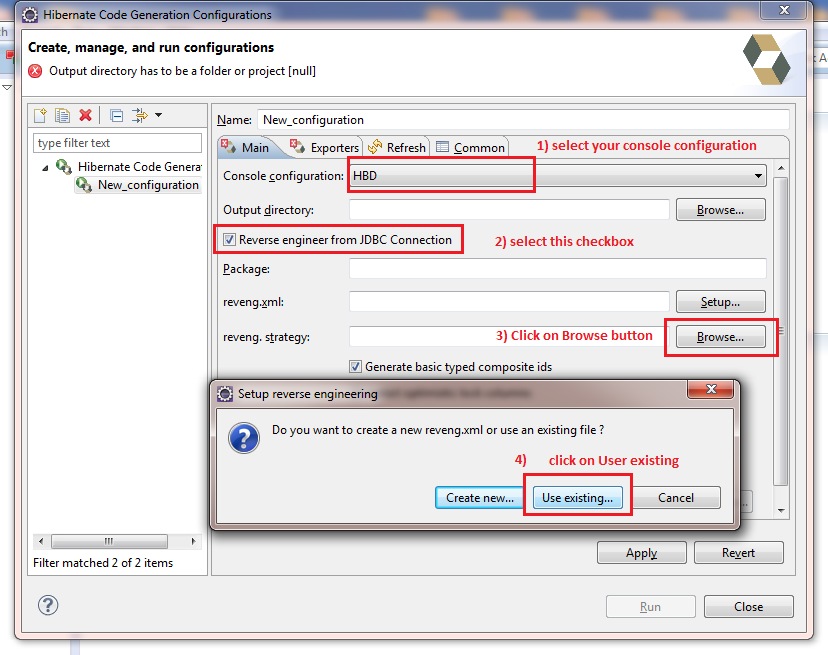 Hibernate Code Generation Configurations
Create, manage, and run configurations
Output directory has to be a folder or project [null]
type filter text
Hibernate Code Genera
New_configuration
Filter matched 2 of 2 items
Name: New_configuration
Main Exporters Refresh Common
1) select your console configuration
Console configuration: HBD
Output directory: Browse...
Reverse engineer from JDBC Connection
2) select this checkbox
Package:
reveng.xml: Setup...
reveng. strategy: 3) Click on Browse button Browse...
Generate basic typed composite ids
Setup reverse engineering
Do you want to create a new reveng.xml or use an existing file ?
4) click on User existing
Create new... Use existing... Cancel
Apply Revert
Run Close